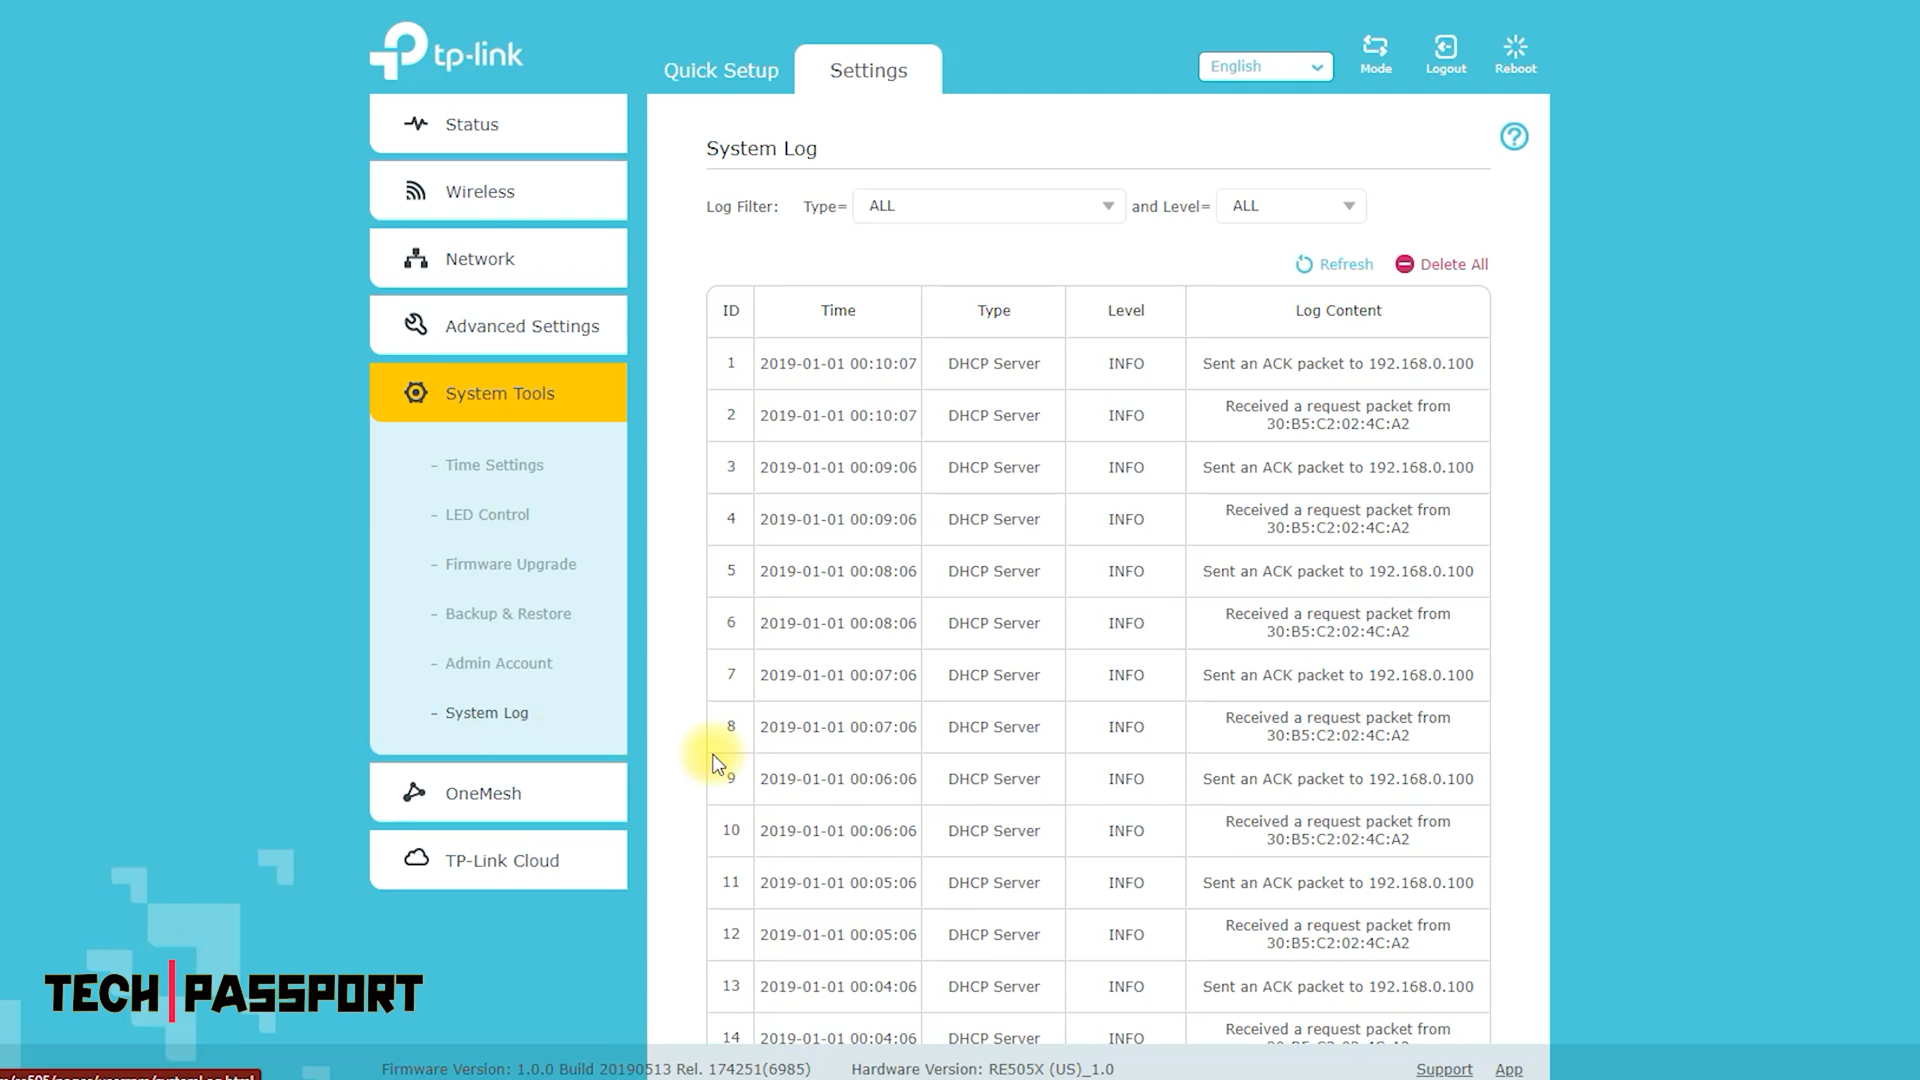 tp-link
Quick Setup
Settings
English
Mode
Logout
Reboot
Status
Wireless
Network
Advanced Settings
System Tools
- Time Settings
- LED Control
- Firmware Upgrade
- Backup & Restore
- Admin Account
- System Log
OneMesh
TP-Link Cloud
System Log
Log Filter: Type= ALL and Level= ALL
Refresh Delete All
ID Time Type Level Log Content
1 2019-01-01 00:10:07 DHCP Server INFO Sent an ACK packet to 192.168.0.100
2 2019-01-01 00:10:07 DHCP Server INFO Received a request packet from
30:B5:C2:02:4C:A2
3 2019-01-01 00:09:06 DHCP Server INFO Sent an ACK packet to 192.168.0.100
4 2019-01-01 00:09:06 DHCP Server INFO Received a request packet from
30:B5:C2:02:4C:A2
5 2019-01-01 00:08:06 DHCP Server INFO Sent an ACK packet to 192.168.0.100
6 2019-01-01 00:08:06 DHCP Server INFO Received a request packet from
30:B5:C2:02:4C:A2
7 2019-01-01 00:07:06 DHCP Server INFO Sent an ACK packet to 192.168.0.100
8 2019-01-01 00:07:06 DHCP Server INFO Received a request packet from
30:B5:C2:02:4C:A2
9 2019-01-01 00:06:06 DHCP Server INFO Sent an ACK packet to 192.168.0.100
10 2019-01-01 00:06:06 DHCP Server INFO Received a request packet from
30:B5:C2:02:4C:A2
11 2019-01-01 00:05:06 DHCP Server INFO Sent an ACK packet to 192.168.0.100
12 2019-01-01 00:05:06 DHCP Server INFO Received a request packet from
30:B5:C2:02:4C:A2
13 2019-01-01 00:04:06 DHCP Server INFO Sent an ACK packet to 192.168.0.100
14 2019-01-01 00:04:06 DHCP Server INFO Received a request packet from
TECH|PASSPORT
Firmware Version: 1.0.0 Build 20190513 Rel. 174251(6985) Hardware Version: RE505X (US)_1.0 Support App